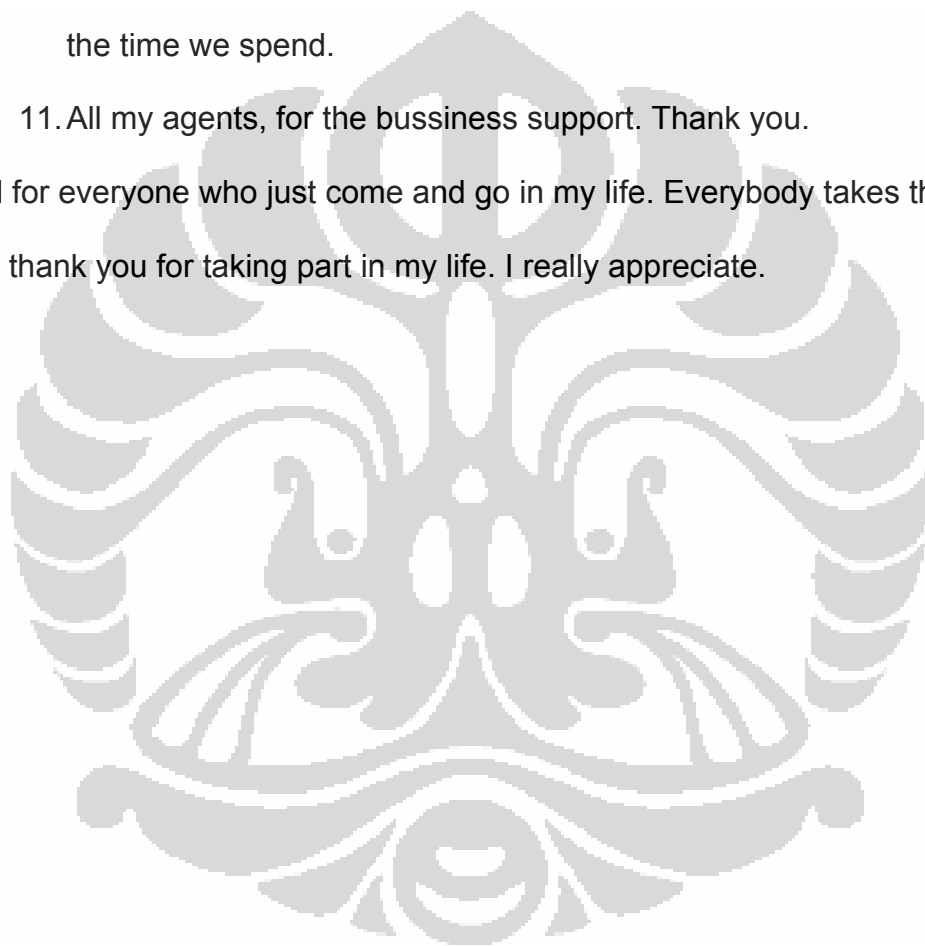 the time we spend.
11. All my agents, for the bussiness support. Thank you.
for everyone who just come and go in my life. Everybody takes
thank you for taking part in my life. I really appreciate.